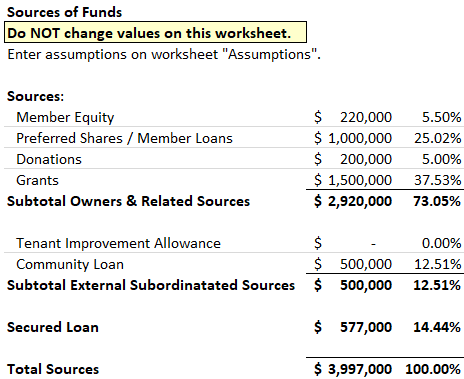 Sources of Funds
Do NOT change values on this worksheet.
Enter assumptions on worksheet "Assumptions".
Sources:
Member Equity $ 220,000 5.50%
Preferred Shares / Member Loans $ 1,000,000 25.02%
Donations $ 200,000 5.00%
Grants $ 1,500,000 37.53%
Subtotal Owners & Related Sources $ 2,920,000 73.05%
Tenant Improvement Allowance $ - 0.00%
Community Loan $ 500,000 12.51%
Subtotal External Subordinatated Sources $ 500,000 12.51%
Secured Loan $ 577,000 14.44%
Total Sources $ 3,997,000 100.00%